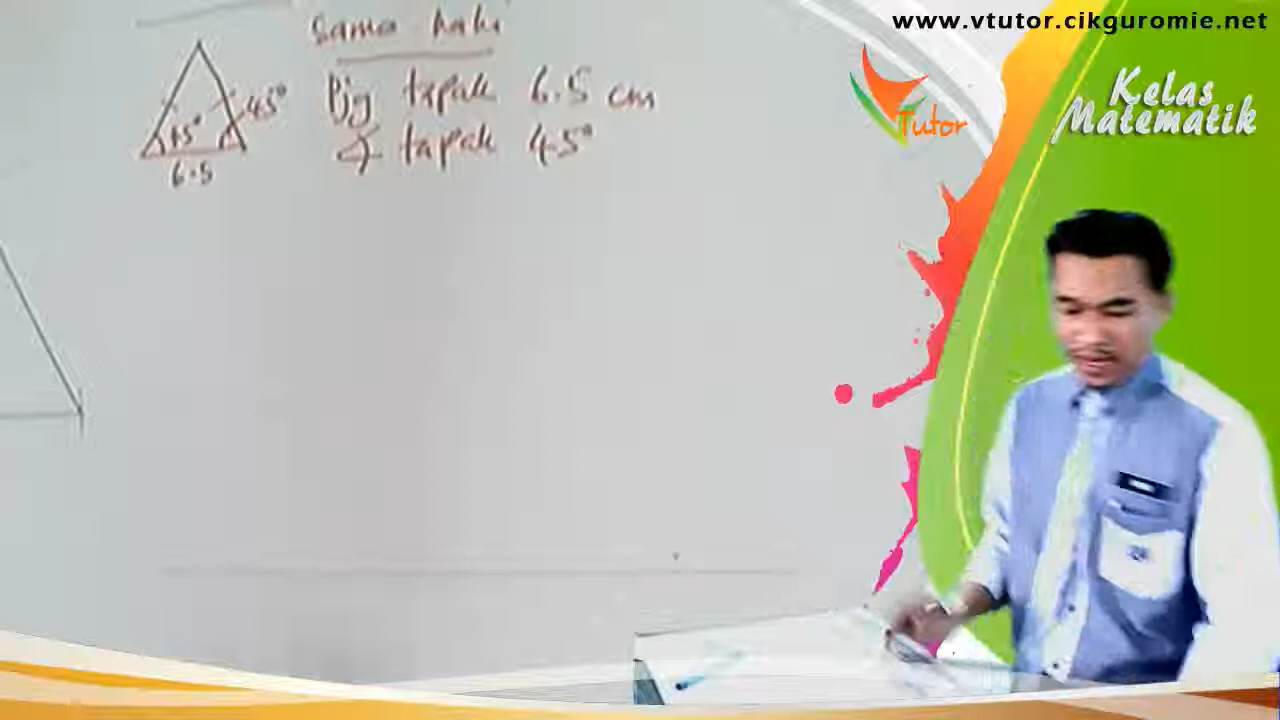 www.vtutor.cikguromie.net
Kelas
Matematik
Tutor
sama kaki
Pjg tapak 6.5 cm
∡ tapak 45°
45°
45°
6.5